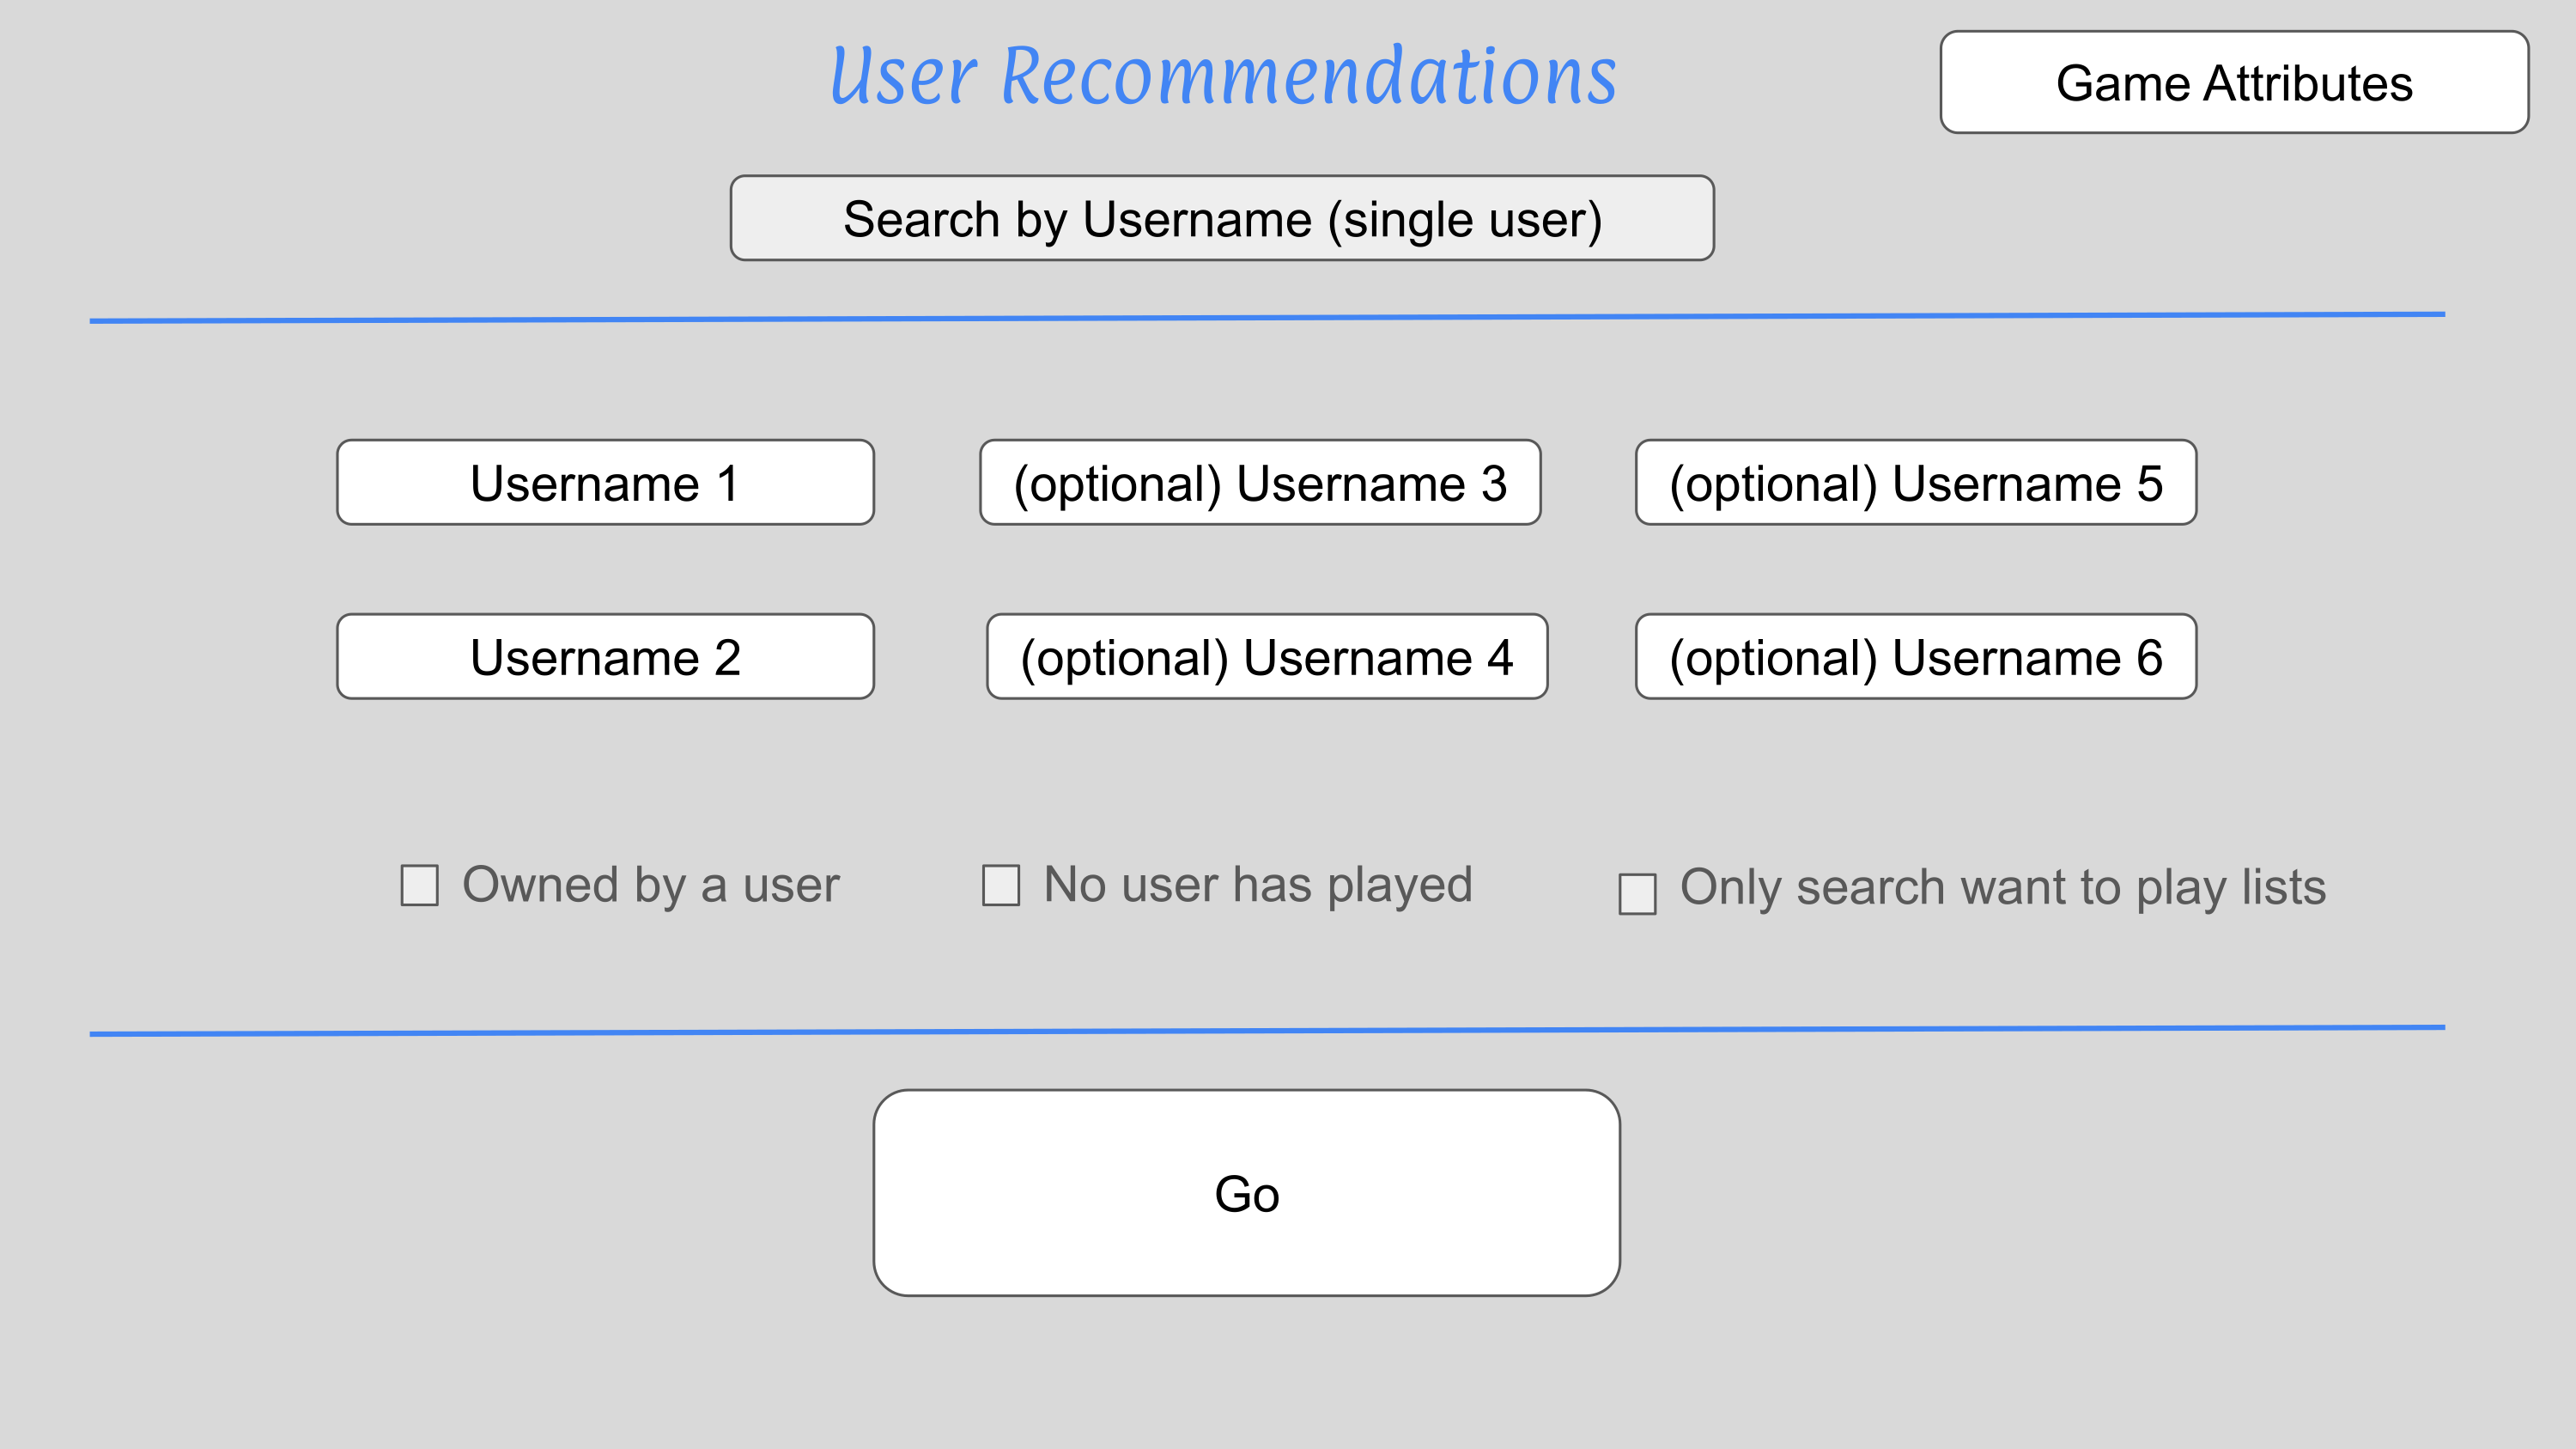 User Recommendations
Game Attributes
Search by Username (single user)
Username 1
(optional) Username 3
(optional) Username 5
Username 2
(optional) Username 4
(optional) Username 6
Owned by a user
No user has played
Only search want to play lists
Go